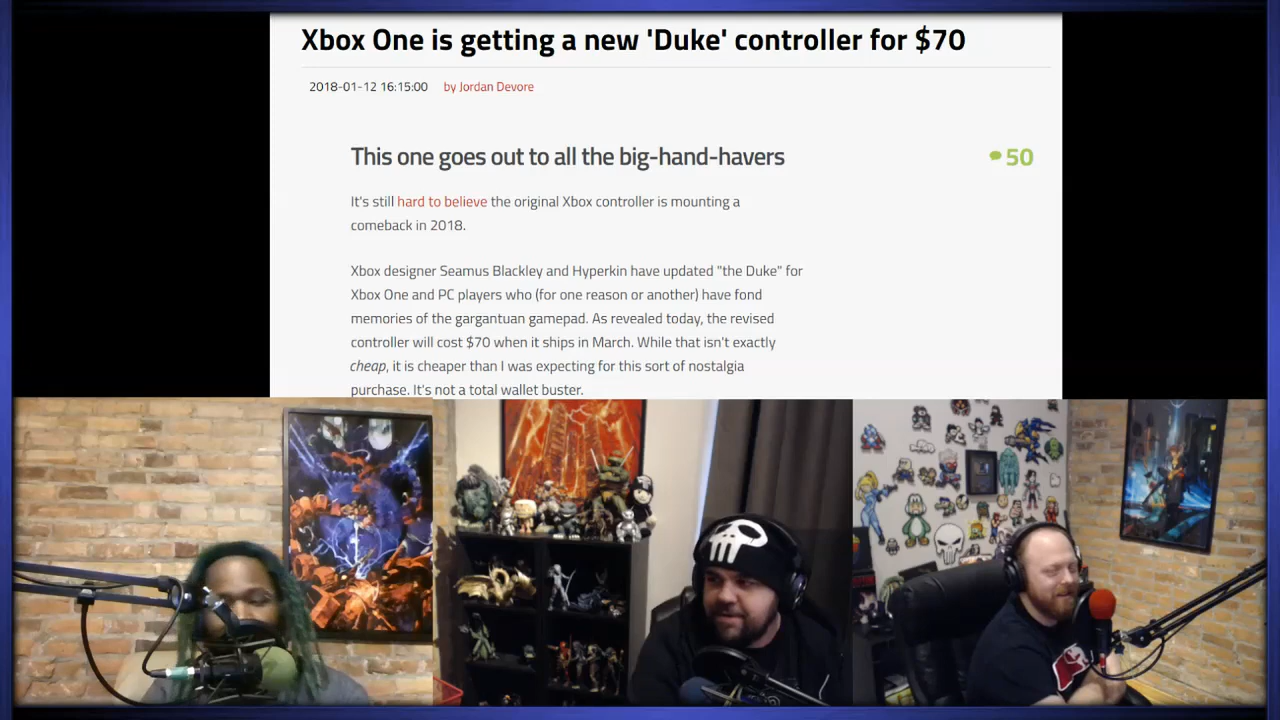 Xbox One is getting a new 'Duke' controller for $70
2018-01-12 16:15:00 by Jordan Devore
This one goes out to all the big-hand-havers
50
It's still hard to believe the original Xbox controller is mounting a
comeback in 2018.
Xbox designer Seamus Blackley and Hyperkin have updated "the Duke" for
Xbox One and PC players who (for one reason or another) have fond
memories of the gargantuan gamepad. As revealed today, the revised
controller will cost $70 when it ships in March. While that isn't exactly
cheap, it is cheaper than I was expecting for this sort of nostalgia
purchase. It's not a total wallet buster.